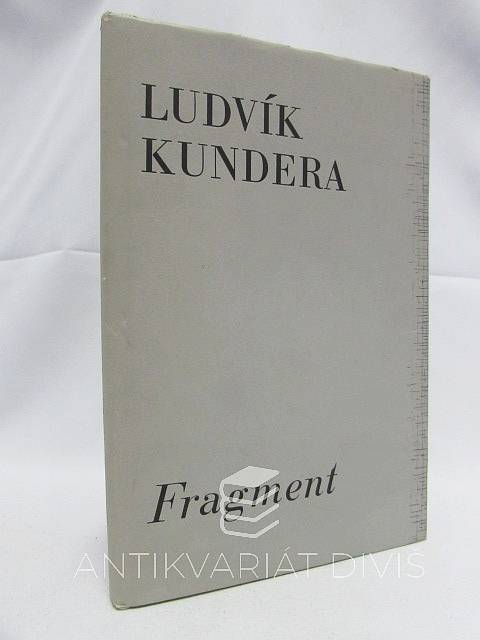 LUDVÍK
KUNDERA
Fragment
ANTIKVARIÁT DIVIŠ